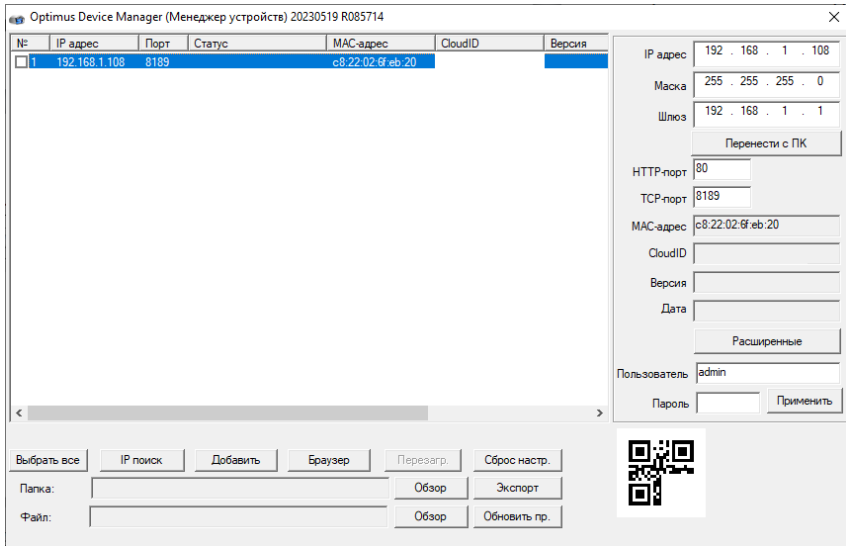 Optimus Device Manager (Менеджер устройств) 20230519 R085714
№ IP адрес Порт Статус MAC-адрес CloudID Версия
1 192.168.1.108 8189 c8:22:02:6f:eb:20
IP адрес 192 . 168 . 1 . 108
Маска 255 . 255 . 255 . 0
Шлюз 192 . 168 . 1 . 1
Перенести с ПК
HTTP-порт 80
TCP-порт 8189
MAC-адрес c8:22:02:6f:eb:20
CloudID
Версия
Дата
Расширенные
Пользователь admin
Пароль Применить
Выбрать все IP поиск Добавить Браузер Перезагр. Сброс настр.
Папка: Обзор Экспорт
Файл: Обзор Обновить пр.